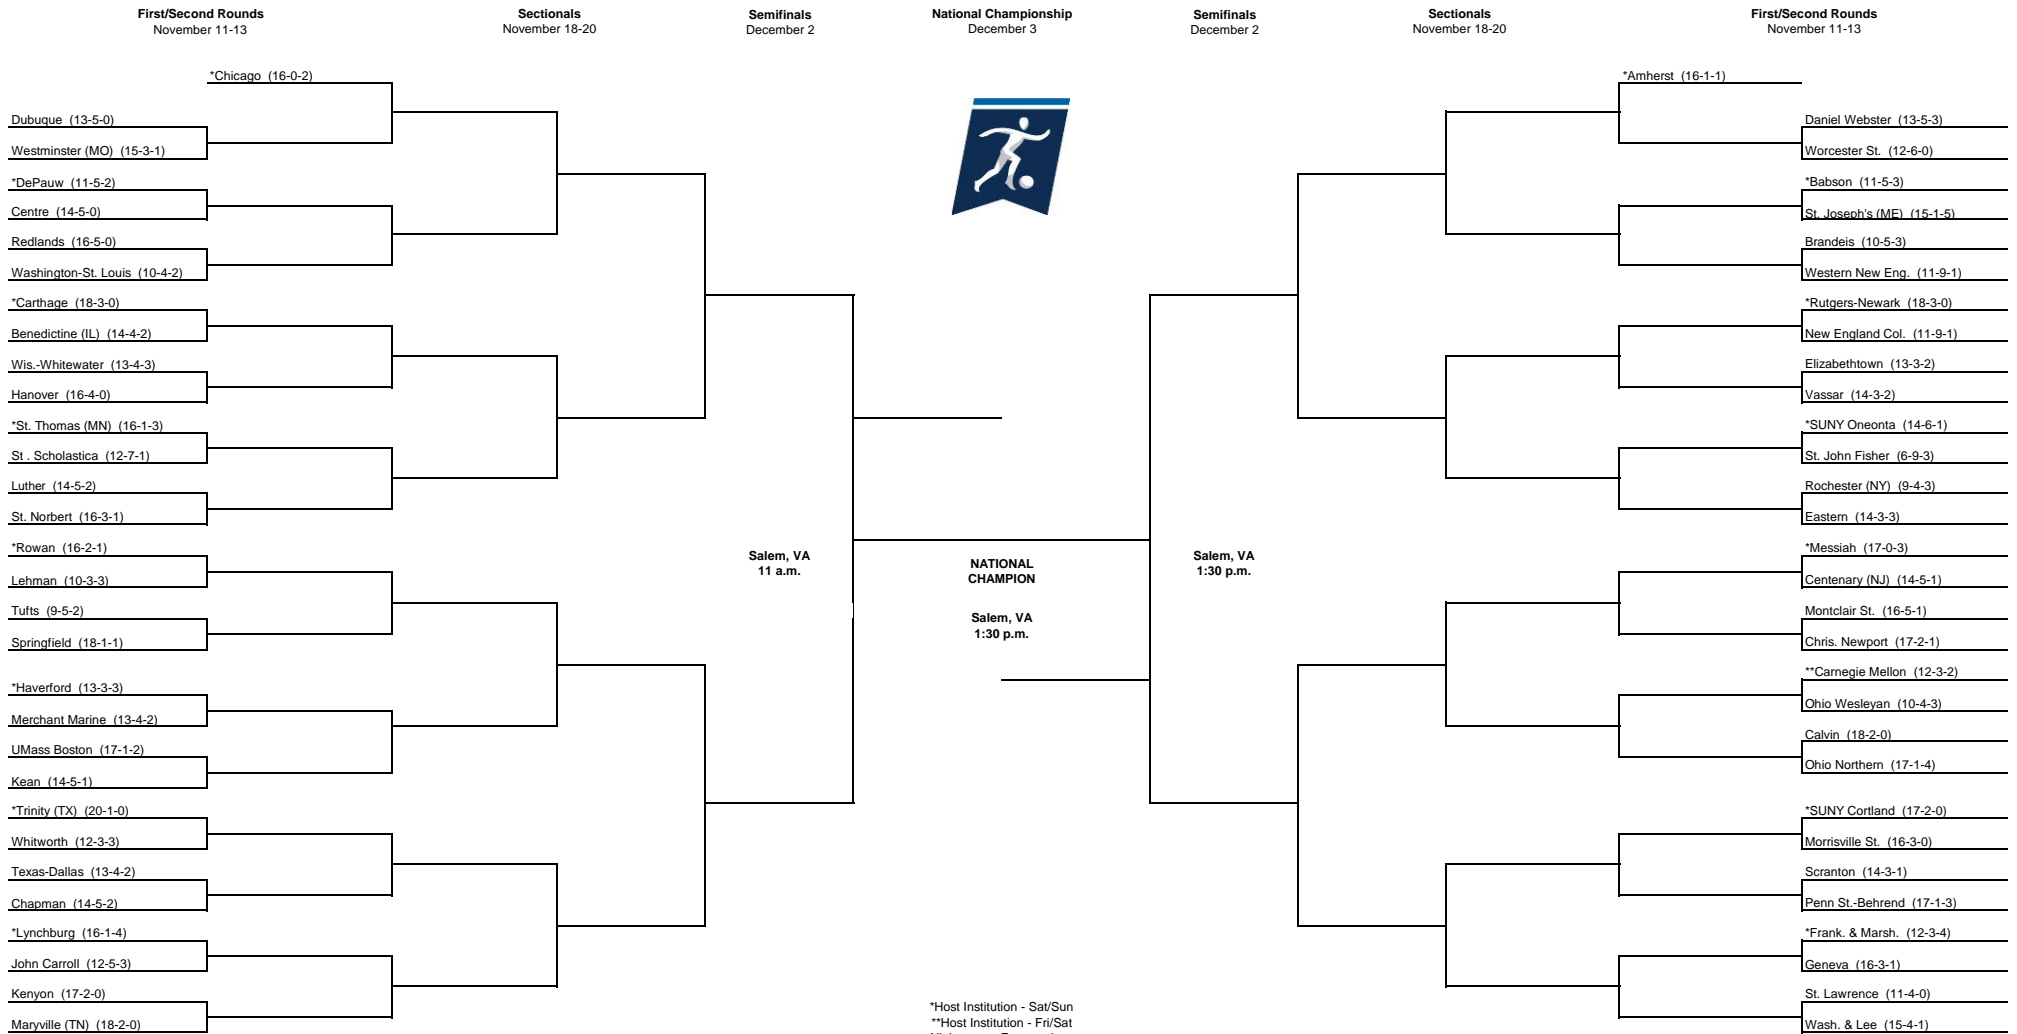 First/Second Rounds
November 11-13
Sectionals
November 18-20
Semifinals
December 2
National Championship
December 3
Semifinals
December 2
Sectionals
November 18-20
First/Second Rounds
November 11-13
*Chicago (16-0-2)
Dubuque (13-5-0)
Westminster (MO) (15-3-1)
*DePauw (11-5-2)
Centre (14-5-0)
Redlands (16-5-0)
Washington-St. Louis (10-4-2)
*Carthage (18-3-0)
Benedictine (IL) (14-4-2)
Wis.-Whitewater (13-4-3)
Hanover (16-4-0)
*St. Thomas (MN) (16-1-3)
St . Scholastica (12-7-1)
Luther (14-5-2)
St. Norbert (16-3-1)
*Rowan (16-2-1)
Lehman (10-3-3)
Tufts (9-5-2)
Springfield (18-1-1)
*Haverford (13-3-3)
Merchant Marine (13-4-2)
UMass Boston (17-1-2)
Kean (14-5-1)
*Trinity (TX) (20-1-0)
Whitworth (12-3-3)
Texas-Dallas (13-4-2)
Chapman (14-5-2)
*Lynchburg (16-1-4)
John Carroll (12-5-3)
Kenyon (17-2-0)
Maryville (TN) (18-2-0)
Salem, VA
11 a.m.
NATIONAL
CHAMPION
Salem, VA
1:30 p.m.
Salem, VA
1:30 p.m.
*Amherst (16-1-1)
Daniel Webster (13-5-3)
Worcester St. (12-6-0)
*Babson (11-5-3)
St. Joseph's (ME) (15-1-5)
Brandeis (10-5-3)
Western New Eng. (11-9-1)
*Rutgers-Newark (18-3-0)
New England Col. (11-9-1)
Elizabethtown (13-3-2)
Vassar (14-3-2)
*SUNY Oneonta (14-6-1)
St. John Fisher (6-9-3)
Rochester (NY) (9-4-3)
Eastern (14-3-3)
*Messiah (17-0-3)
Centenary (NJ) (14-5-1)
Montclair St. (16-5-1)
Chris. Newport (17-2-1)
**Carnegie Mellon (12-3-2)
Ohio Wesleyan (10-4-3)
Calvin (18-2-0)
Ohio Northern (17-1-4)
*SUNY Cortland (17-2-0)
Morrisville St. (16-3-0)
Scranton (14-3-1)
Penn St.-Behrend (17-1-3)
*Frank. & Marsh. (12-3-4)
Geneva (16-3-1)
St. Lawrence (11-4-0)
Wash. & Lee (15-4-1)
*Host Institution - Sat/Sun
**Host Institution - Fri/Sat